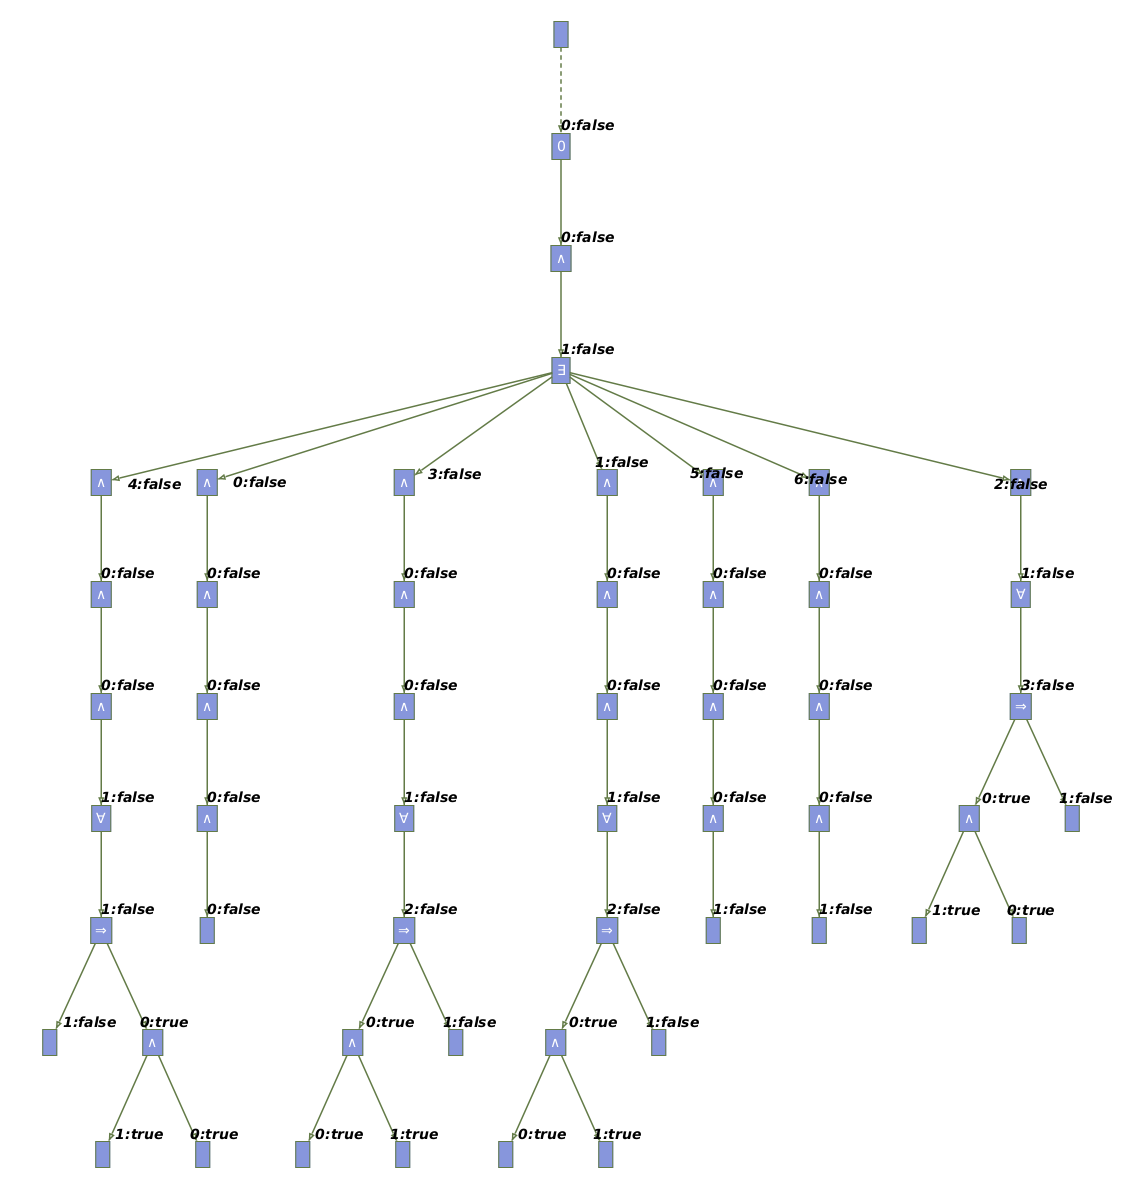 0:false
0
0:false
∧
1:false
∃
4:false 0:false 3:false 1:false 5:false 6:false 2:false
∧ ∧ ∧ ∧ ∧
0:false 0:false 0:false 0:false 0:false 0:false 1:false
∧ ∧ ∧ ∧ ∧ ∧ ∀
0:false 0:false 0:false 0:false 0:false 0:false 3:false
∧ ∧ ∧ ∧ ∧ ∧ ⇒
1:false 0:false 1:false 1:false 0:false 0:false 0:true 1:false
∀ ∧ ∀ ∀ ∧ ∧ ∧
1:false 0:false 2:false 2:false 1:false 1:false 1:true 0:true
⇒ ⇒ ⇒
1:false 0:true 0:true 1:false 0:true 1:false
∧ ∧ ∧
1:true 0:true 0:true 1:true 0:true 1:true